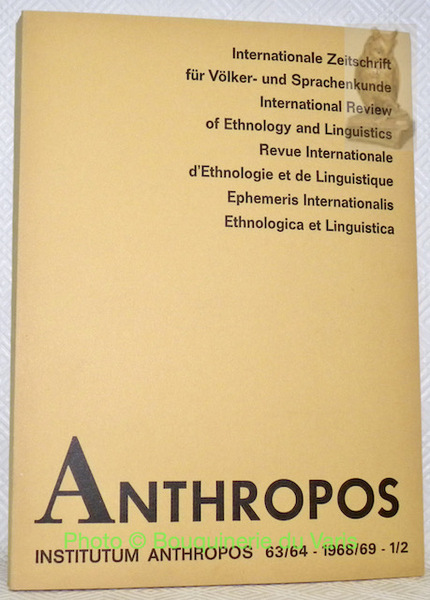 Internationale Zeitschrift
für Völker- und Sprachenkunde
International Review
of Ethnology and Linguistics
Revue Internationale
d'Ethnologie et de Linguistique
Ephemeris Internationalis
Ethnologica et Linguistica
ANTHROPOS
Photo © Bouquinerie du Varis
INSTITUTUM ANTHROPOS 63/64 - 1968/69 - 1/2